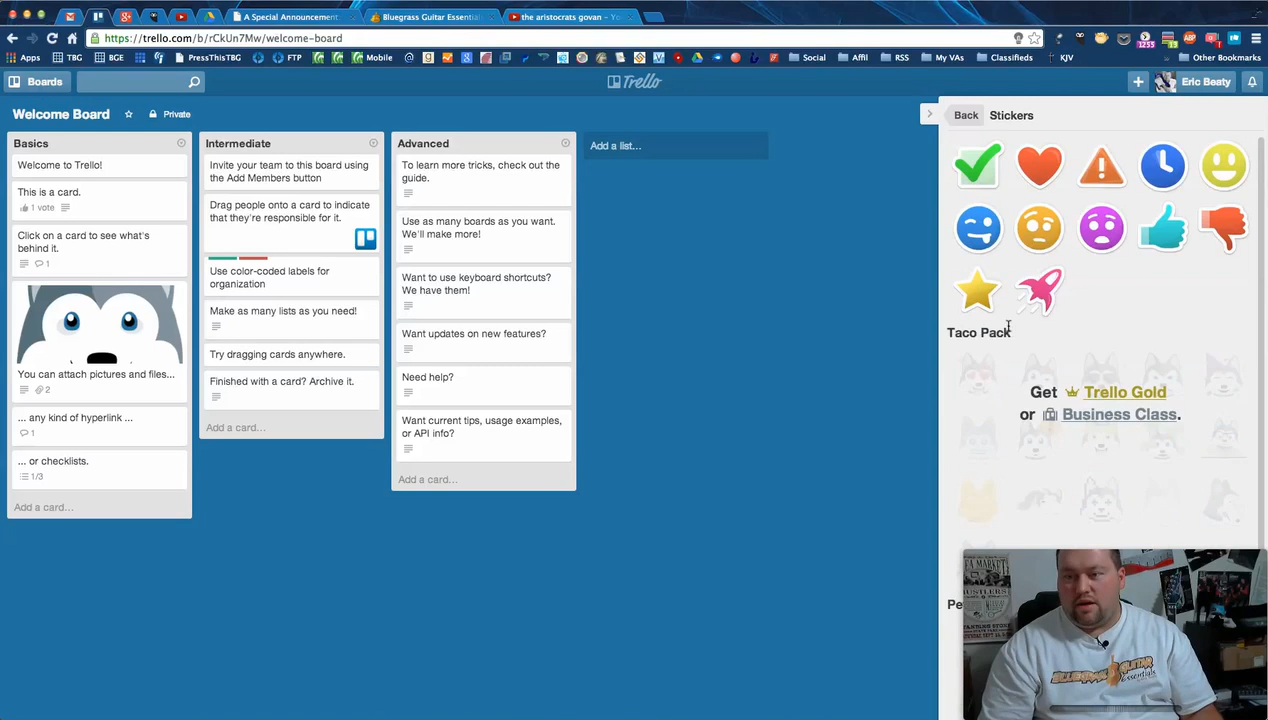 A Special Announcement
Bluegrass Guitar Essentials
the aristocrats govan -
https://trello.com/b/rCkUn7Mw/welcome-board
Apps
TBG
BGE
PressThisTBG
FTP
Mobile
Social
Affil
RSS
My VAs
Classifieds
KJV
Other Bookmarks
Boards
Trello
Eric Beaty
Welcome Board
Private
Back
Stickers
Basics
Welcome to Trello!
This is a card.
1 vote
Click on a card to see what's
behind it.
1
You can attach pictures and files...
2
... any kind of hyperlink ...
1
... or checklists.
1/3
Add a card…
Intermediate
Invite your team to this board using
the Add Members button
Drag people onto a card to indicate
that they're responsible for it.
Use color-coded labels for
organization
Make as many lists as you need!
Try dragging cards anywhere.
Finished with a card? Archive it.
Add a card…
Advanced
To learn more tricks, check out the
guide.
Use as many boards as you want.
We'll make more!
Want to use keyboard shortcuts?
We have them!
Want updates on new features?
Need help?
Want current tips, usage examples,
or API info?
Add a card…
Add a list…
Taco Pack
Get Trello Gold
or Business Class.
Pe
BLUEGRASS GUITAR
Essentials